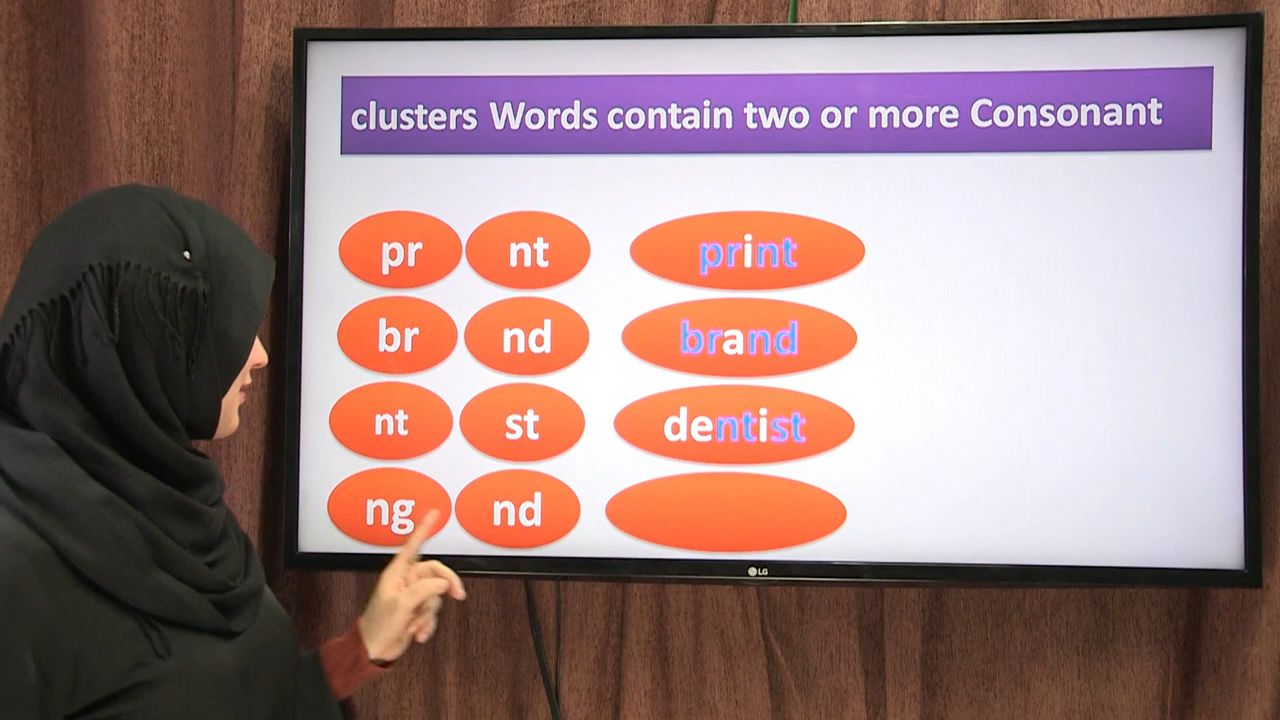 clusters Words contain two or more Consonant
pr nt print
br nd brand
nt st dentist
ng nd
LG